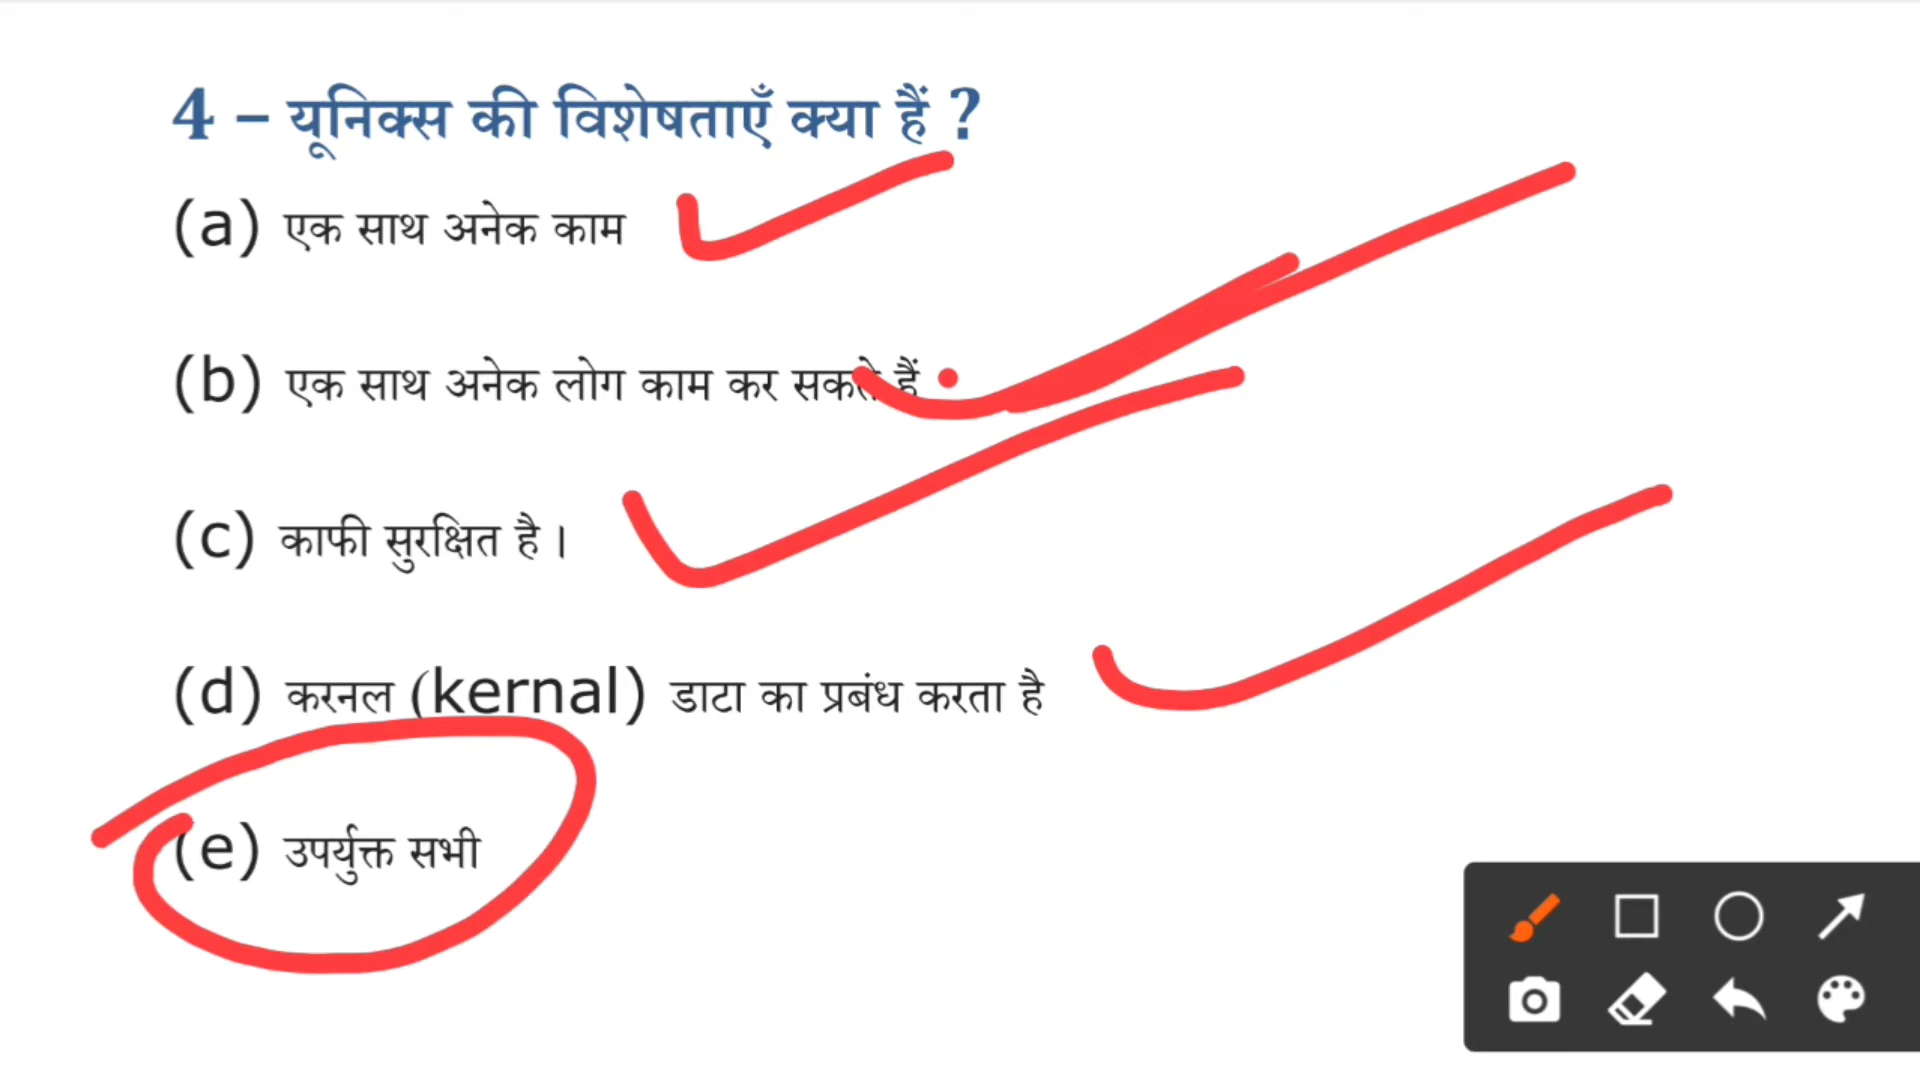 4 – यूनिक्स की विशेषताएँ क्या हैं ?
(a) एक साथ अनेक काम
(b) एक साथ अनेक लोग काम कर सकते हैं
(c) काफी सुरक्षित है ।
(d) करनल (kernal) डाटा का प्रबंध करता है
(e) उपर्युक्त सभी